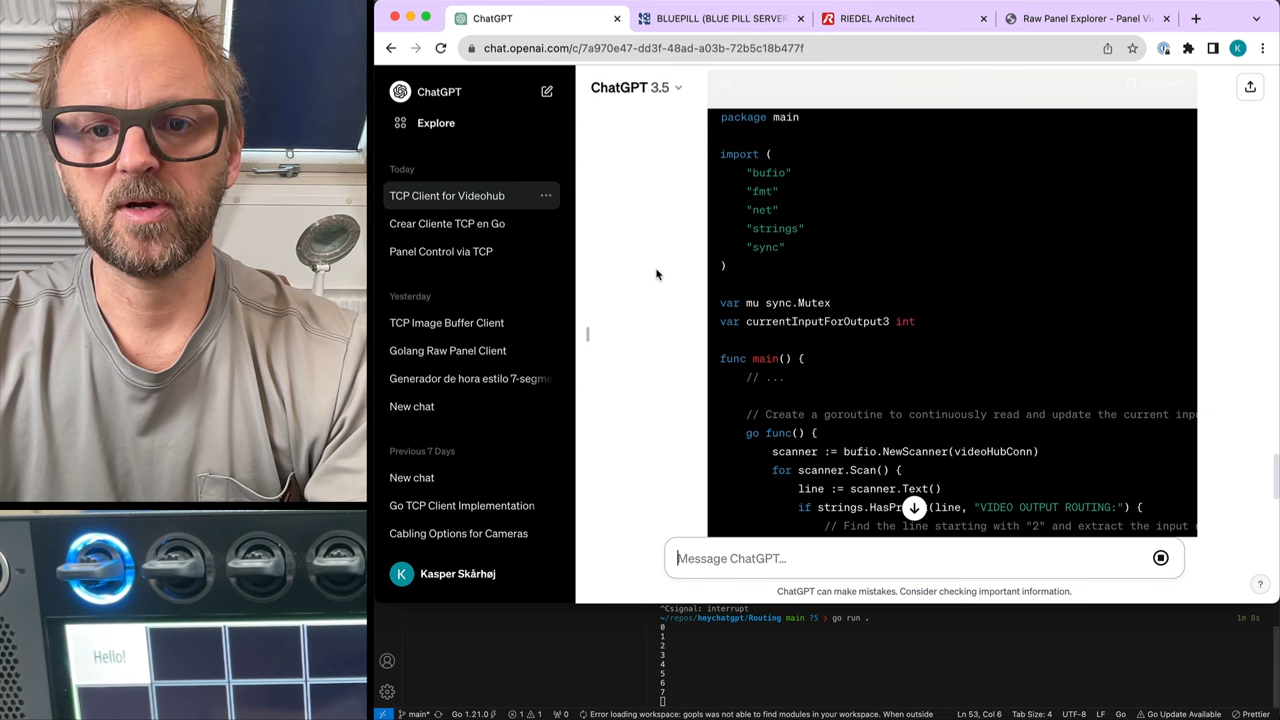 ChatGPT
BLUEPILL (BLUE PILL SERVER
RIEDEL Architect
Raw Panel Explorer - Panel Vi
chat.openai.com/c/7a970e47-dd3f-48ad-a03b-72b5c18b477f
K
ChatGPT
Explore
Today
TCP Client for Videohub
Crear Cliente TCP en Go
Panel Control via TCP
Yesterday
TCP Image Buffer Client
Golang Raw Panel Client
Generador de hora estilo 7-segme
New chat
Previous 7 Days
New chat
Go TCP Client Implementation
Cabling Options for Cameras
K Kasper Skårhøj
ChatGPT 3.5
package main
import (
"bufio"
"fmt"
"net"
"strings"
"sync"
)
var mu sync.Mutex
var currentInputForOutput3 int
func main() {
// ...
// Create a goroutine to continuously read and update the current inpu
go func() {
scanner := bufio.NewScanner(videoHubConn)
for scanner.Scan() {
line := scanner.Text()
if strings.HasPr (line, "VIDEO OUTPUT ROUTING:") {
// Find the line starting with "2" and extract the input
Message ChatGPT…
ChatGPT can make mistakes. Consider checking important information.
?
^Csignal: interrupt
~/repos/heychatgpt/Routing main ?5 ❯ go run .
1m 8s
0
1
2
3
4
5
6
7
main* Go 1.21.0 1 1 0 Error loading workspace: gopls was not able to find modules in your workspace. When outside Ln 53, Col 6 Tab Size: 4 UTF-8 LF Go Go Update Available Prettier
Hello!